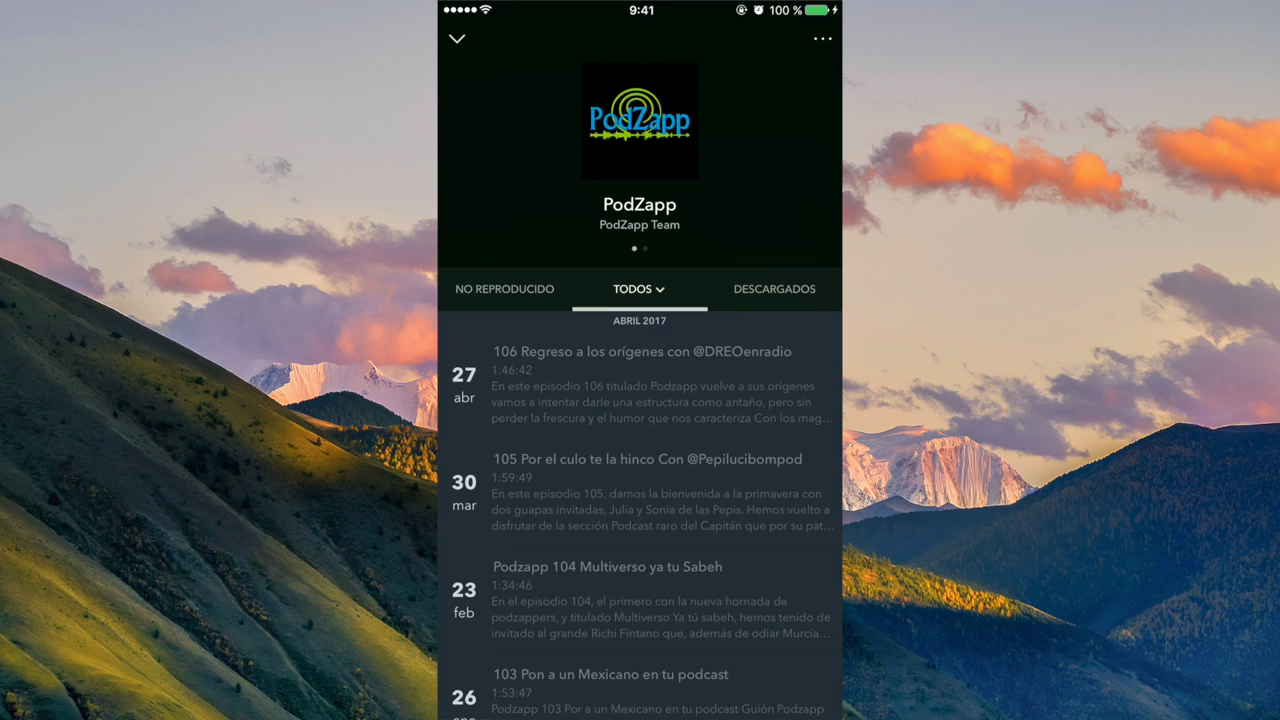 9:41
100 %
PodZapp
PodZapp
PodZapp Team
NO REPRODUCIDO
TODOS
DESCARGADOS
ABRIL 2017
27
abr
106 Regreso a los orígenes con @DREOenradio
1:46:42
En este episodio 106 titulado Podzapp vuelve a sus orígenes
vamos a intentar darle una estructura como antaño, pero sin
perder la frescura y el humor que nos caracteriza Con los mag...
30
mar
105 Por el culo te la hinco Con @Pepilucibompod
1:59:49
En este episodio 105, damos la bienvenida a la primavera con
dos guapas invitadas, Julia y Sonia de las Pepis. Hemos vuelto a
disfrutar de la sección Podcast raro del Capitán que por su pat...
23
feb
Podzapp 104 Multiverso ya tu Sabeh
1:34:46
En el episodio 104, el primero con la nueva hornada de
podzappers, y titulado Multiverso Ya tú sabeh, hemos tenido de
invitado al grande Richi Fintano que, además de odiar Murcia...
26
103 Pon a un Mexicano en tu podcast
1:53:47
Podzapp 103 Por a un Mexicano en tu podcast Guión Podzapp